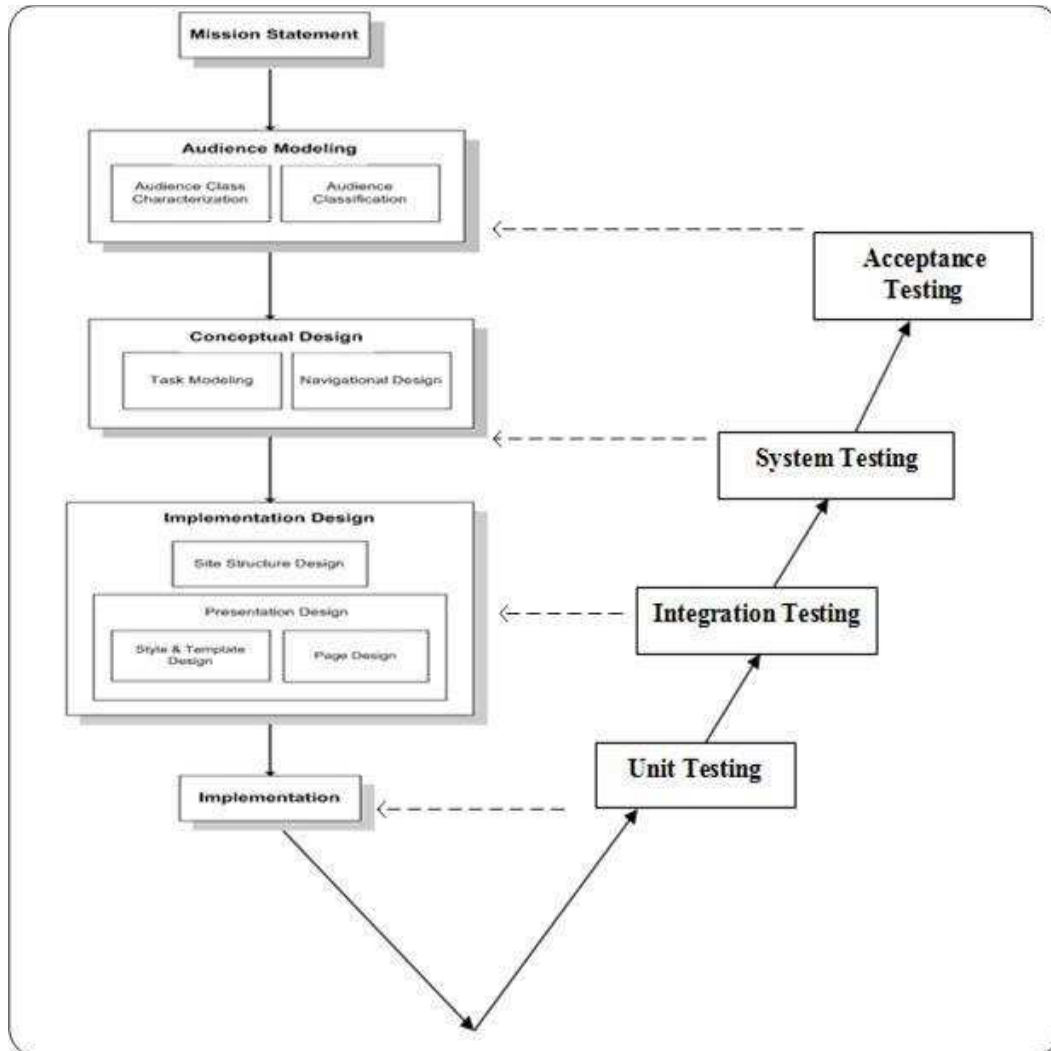 Mission Statement
Audience Modeling
Audience Class
Characterization
Audience
Classification
Conceptual Design
Task Modeling
Navigational Design
Implementation Design
Site Structure Design
Presentation Design
Style & Template
Design
Page Design
Implementation
Acceptance
Testing
System Testing
Integration Testing
Unit Testing